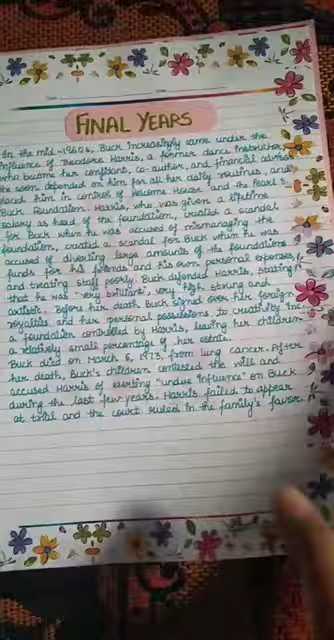 FINAL YEARS
In the mid-1960s, Buck increasingly came under the
influence of Theodore Harris, a former dance instructor,
who became her confidant, co-author, and financial advisor
she soon depended on him for all her daily routines, and
placed him in control of Welcome House and the Pearl S.
Buck Foundation. Harris, who was given a lifetime
salary as head of the foundation, created a scandal
for Buck when he was accused of mismanaging the
foundation, created a scandal for Buck when he was
accused of diverting large amounts of the foundation's
funds for his friends' and his own personal expenses,
and treating staff poorly. Buck defended Harris, stating
that he was "very brilliant, very high strung and
artistic. Before her death Buck signed over her foreign
royalties and her personal possessions, to creativity Inc.
a foundation controlled by Harris, leaving her children
a relatively small percentage of her estate.
Buck died on March 6, 1973, from lung cancer. After
her death, Buck's children contested the will and
accused Harris of exerting "undue influence" on Buck
during the last few years. Harris failed to appear
at trial and the court ruled in the family's favor